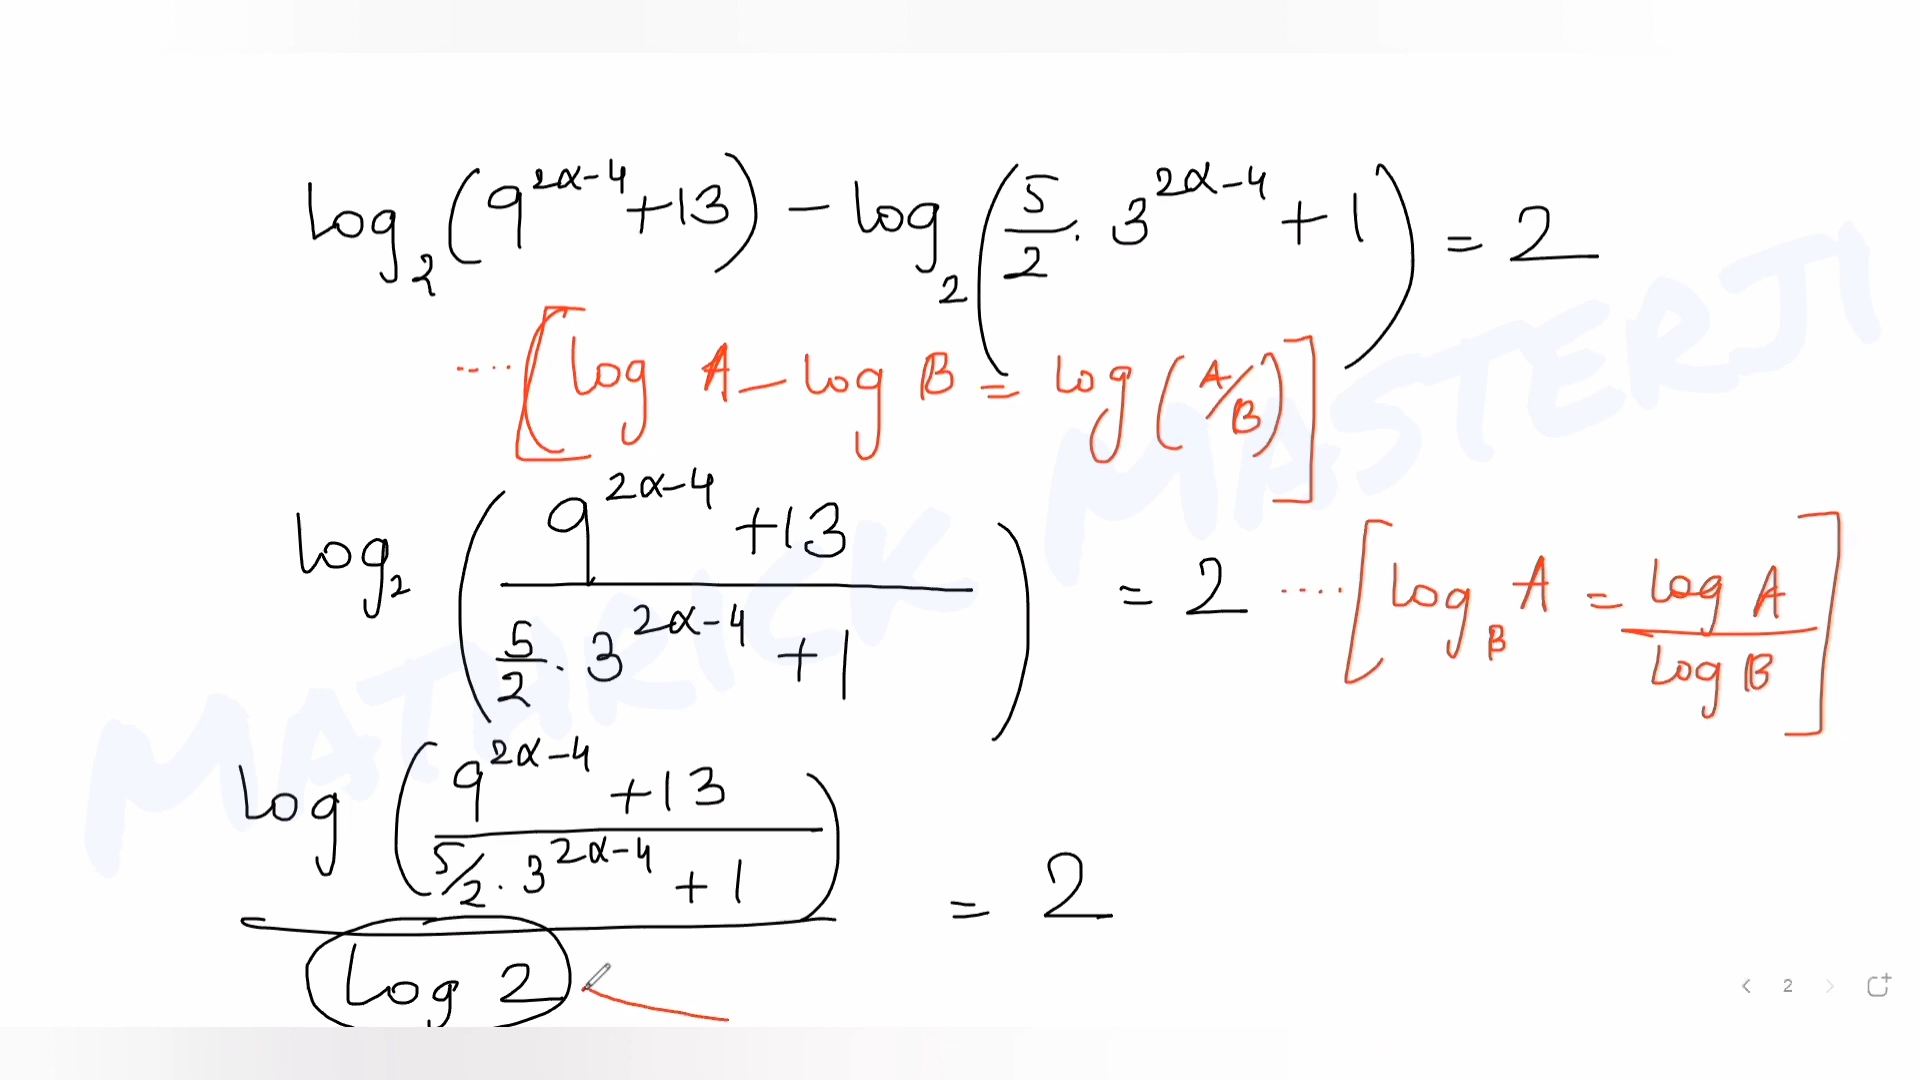 log₂(9^(2α-4)+13) - log₂(5/2 · 3^(2α-4) + 1) = 2
....[log A - log B = log(A/B)]
log₂((9^(2α-4) +13)/(5/2 · 3^(2α-4) + 1)) = 2 ....[log_B A = log A / log B]
log((9^(2α-4) +13)/(5/2 · 3^(2α-4) + 1))
/ log 2 = 2
MATHRICK MASTERJI
< 2 >